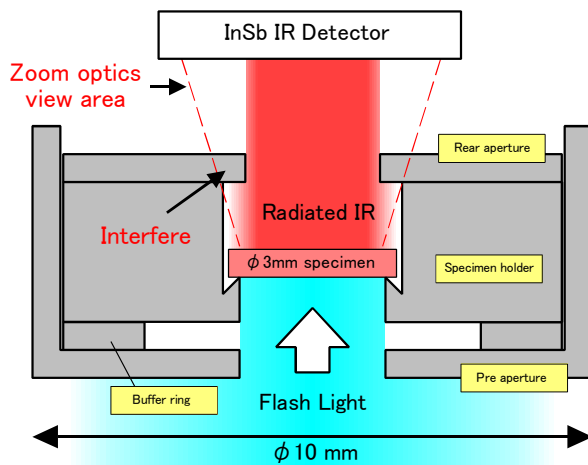 InSb IR Detector
Zoom optics
view area
Rear aperture
Radiated IR
Interfere
φ3mm specimen
Specimen holder
Buffer ring
Flash Light
Pre aperture
φ10 mm